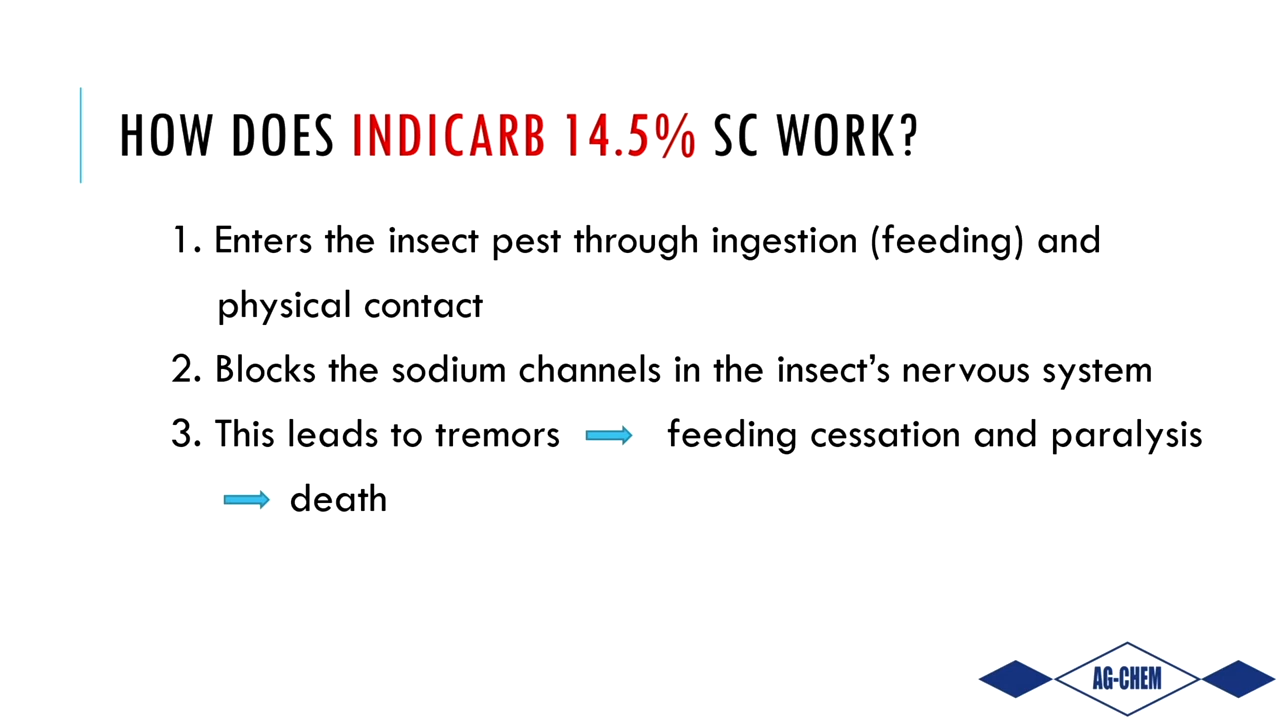 HOW DOES INDICARB 14.5% SC WORK?
1. Enters the insect pest through ingestion (feeding) and
physical contact
2. Blocks the sodium channels in the insect’s nervous system
3. This leads to tremors feeding cessation and paralysis
death
AG-CHEM